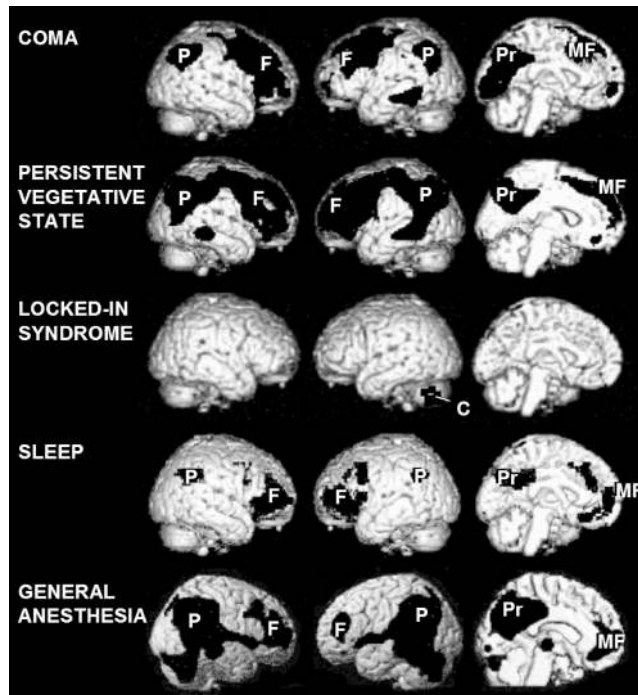 COMA
P F F P Pr MF
PERSISTENT
VEGETATIVE
STATE
P F F P Pr MF
LOCKED-IN
SYNDROME
C
SLEEP
P F F P Pr MF
GENERAL
ANESTHESIA
P F F P Pr MF